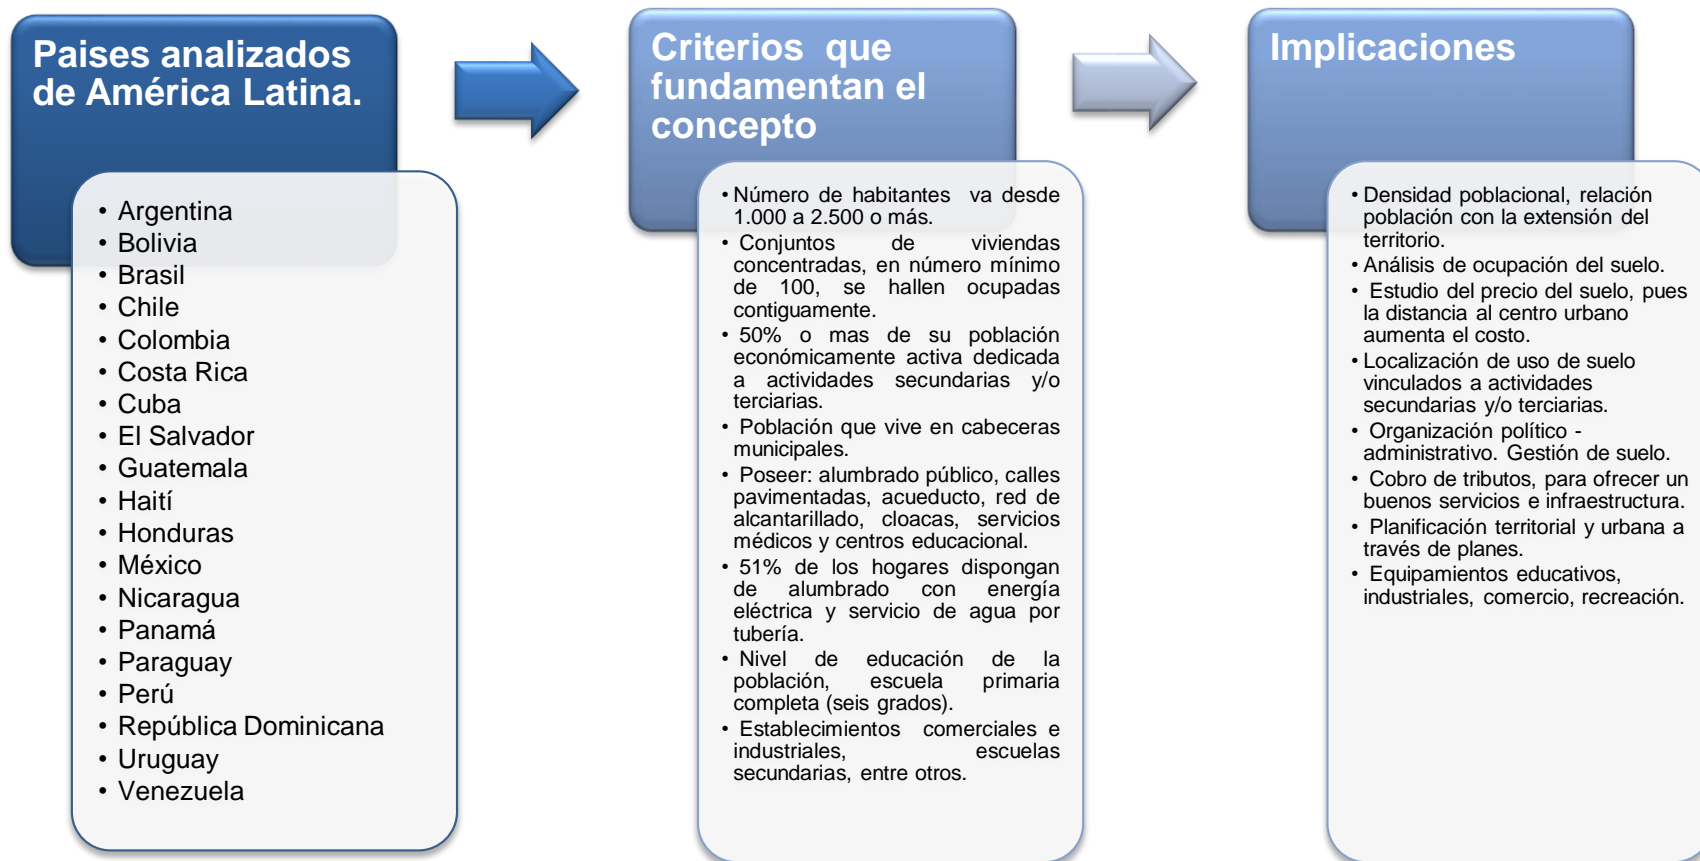 Paises analizados
de América Latina.
• Argentina
• Bolivia
• Brasil
• Chile
• Colombia
• Costa Rica
• Cuba
• El Salvador
• Guatemala
• Haití
• Honduras
• México
• Nicaragua
• Panamá
• Paraguay
• Perú
• República Dominicana
• Uruguay
• Venezuela
Criterios que
fundamentan el
concepto
• Número de habitantes va desde
1.000 a 2.500 o más.
• Conjuntos de viviendas
concentradas, en número mínimo
de 100, se hallen ocupadas
contiguamente.
• 50% o mas de su población
económicamente activa dedicada
a actividades secundarias y/o
terciarias.
• Población que vive en cabeceras
municipales.
• Poseer: alumbrado público, calles
pavimentadas, acueducto, red de
alcantarillado, cloacas, servicios
médicos y centros educacional.
• 51% de los hogares dispongan
de alumbrado con energía
eléctrica y servicio de agua por
tubería.
• Nivel de educación de la
población, escuela primaria
completa (seis grados).
• Establecimientos comerciales e
industriales, escuelas
secundarias, entre otros.
Implicaciones
• Densidad poblacional, relación
población con la extensión del
territorio.
• Análisis de ocupación del suelo.
• Estudio del precio del suelo, pues
la distancia al centro urbano
aumenta el costo.
• Localización de uso de suelo
vinculados a actividades
secundarias y/o terciarias.
• Organización político -
administrativo. Gestión de suelo.
• Cobro de tributos, para ofrecer un
buenos servicios e infraestructura.
• Planificación territorial y urbana a
través de planes.
• Equipamientos educativos,
industriales, comercio, recreación.